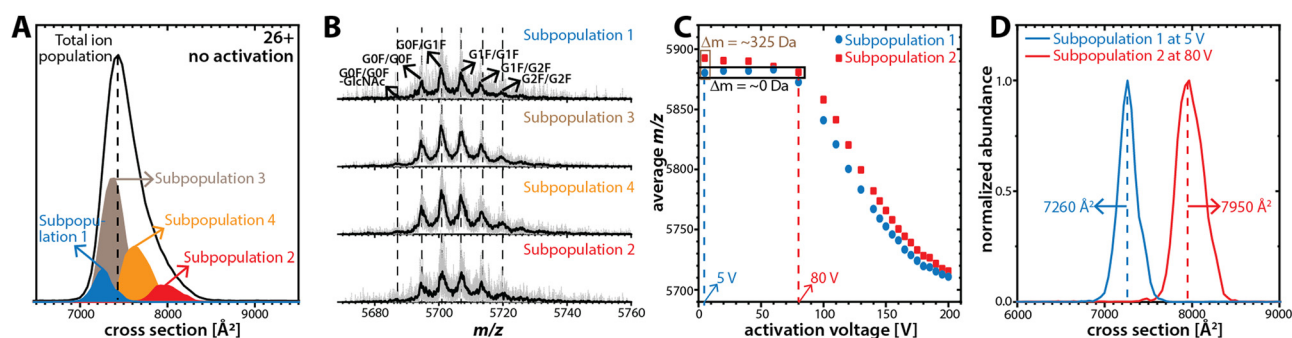 A
26+
no activation
Total ion
population
Subpopulation 3
Subpopulation 4
Subpopu-
lation 1
Subpopulation 2
7000
8000
9000
cross section [Å²]
B
Subpopulation 1
G0F/G0F
-GlcNAc
G0F/G0F
G0F/G1F
G1F/G1F
G1F/G2F
G2F/G2F
Subpopulation 3
Subpopulation 4
Subpopulation 2
5680
5700
5720
5740
5760
m/z
C
Subpopulation 1
Subpopulation 2
Δm = ~325 Da
Δm = ~0 Da
5900
5850
5800
5750
5700
average m/z
5 V
80 V
0
40
80
120
160
200
activation voltage [V]
D
Subpopulation 1 at 5 V
Subpopulation 2 at 80 V
1.0
0.5
0.0
normalized abundance
7260 Å²
7950 Å²
6000
7000
8000
9000
cross section [Å²]